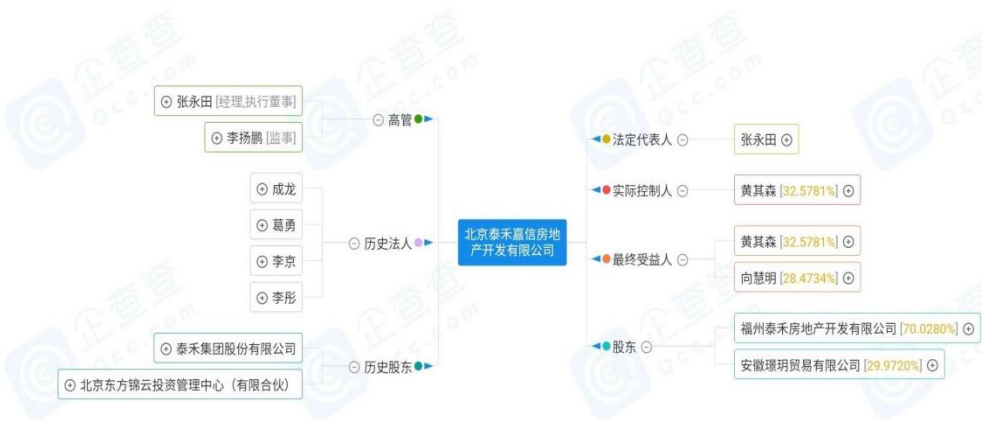 张永田 [经理,执行董事]
李扬鹏 [监事]
高管
成龙
葛勇
李京
李彤
历史法人
泰禾集团股份有限公司
北京东方锦云投资管理中心（有限合伙）
历史股东
北京泰禾嘉信房地
产开发有限公司
法定代表人
张永田
实际控制人
黄其森 [32.5781%]
最终受益人
黄其森 [32.5781%]
向慧明 [28.4734%]
股东
福州泰禾房地产开发有限公司 [70.0280%]
安徽璟玥贸易有限公司 [29.9720%]
企查查
Qcc.com